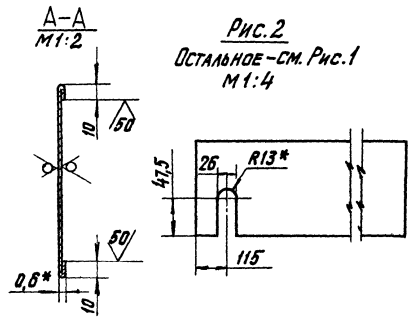 А-А
М1:2
10
50
50
0,6*
10
Рис.2
Остальное-см. Рис.1
М1:4
26
R13*
47,5
115